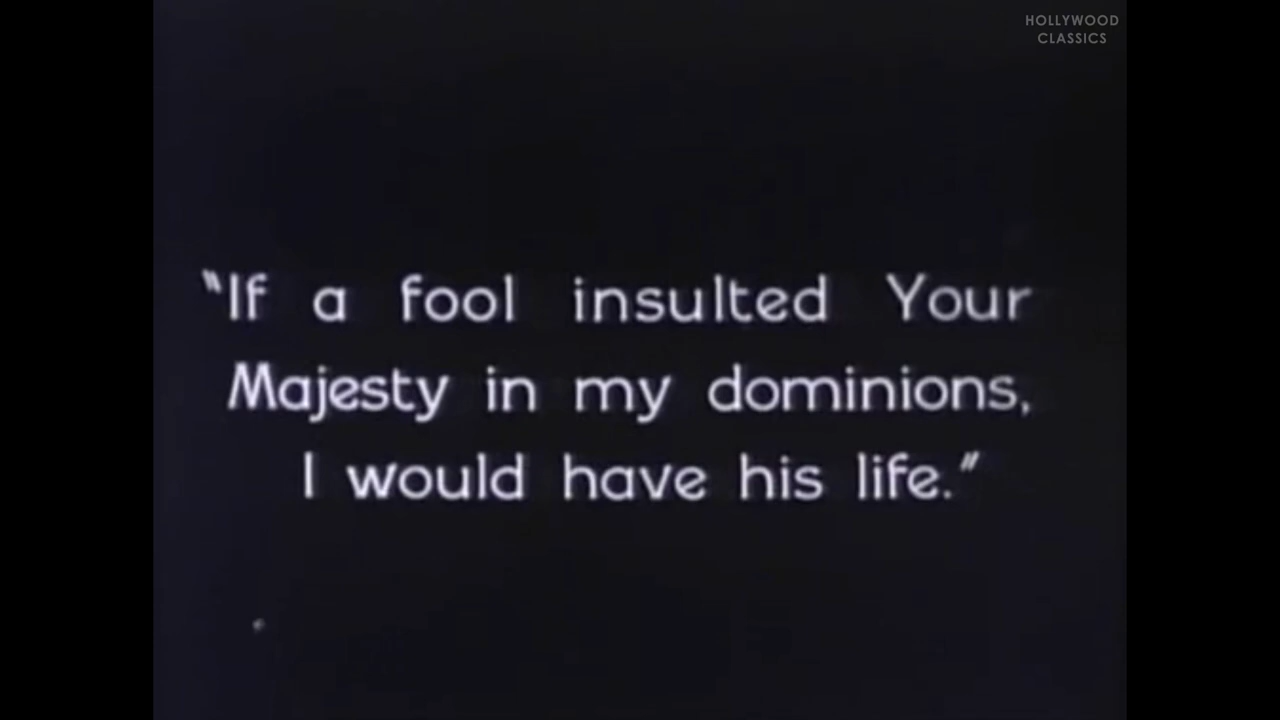 HOLLYWOOD
CLASSICS
"If a fool insulted Your
Majesty in my dominions,
I would have his life."